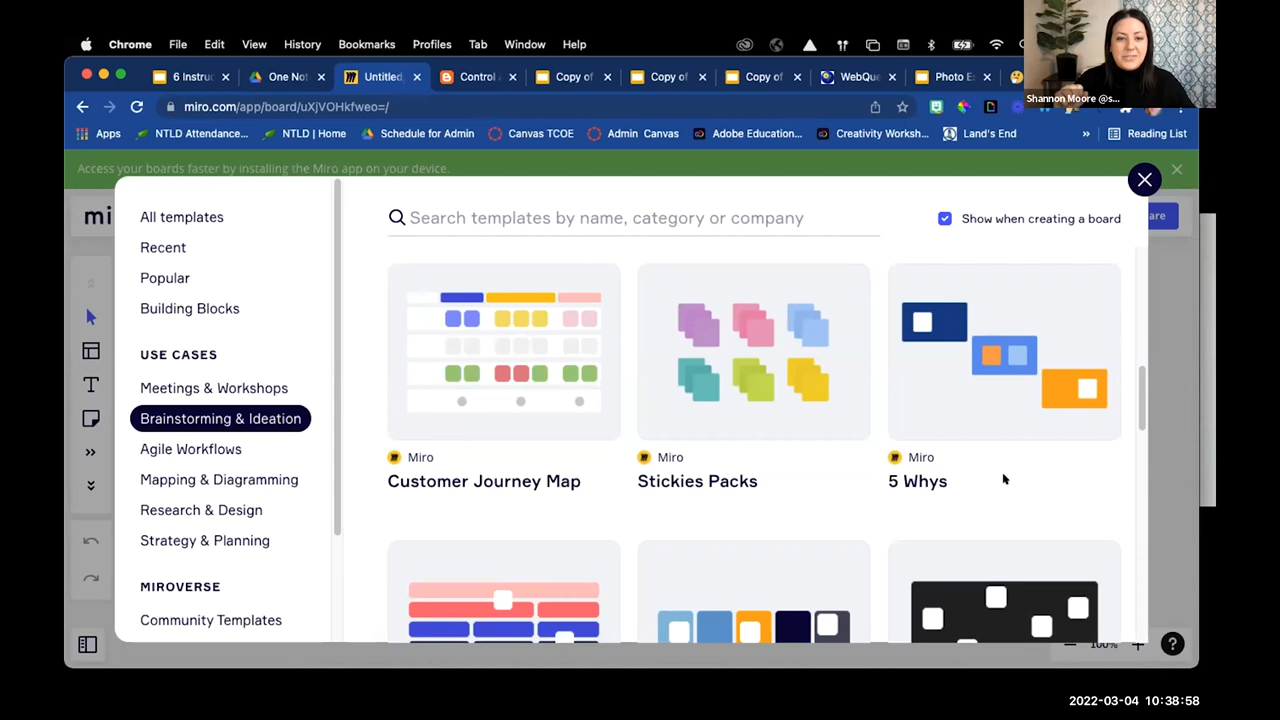 Chrome File Edit View History Bookmarks Profiles Tab Window Help
Shannon Moore @s...
6 Instruc One Not Untitled Control Copy of Copy of Copy of WebQue Photo Es
miro.com/app/board/uXjVOHkfweo=/
Apps NTLD Attendance... NTLD | Home Schedule for Admin Canvas TCOE Admin Canvas Adobe Education... Creativity Worksh... Land's End » Reading List
Access your boards faster by installing the Miro app on your device.
mi
are
Search templates by name, category or company
Show when creating a board
All templates
Recent
Popular
Building Blocks
USE CASES
Meetings & Workshops
Brainstorming & Ideation
Agile Workflows
Mapping & Diagramming
Research & Design
Strategy & Planning
MIROVERSE
Community Templates
Miro
Customer Journey Map
Miro
Stickies Packs
Miro
5 Whys
100%
2022-03-04 10:38:58